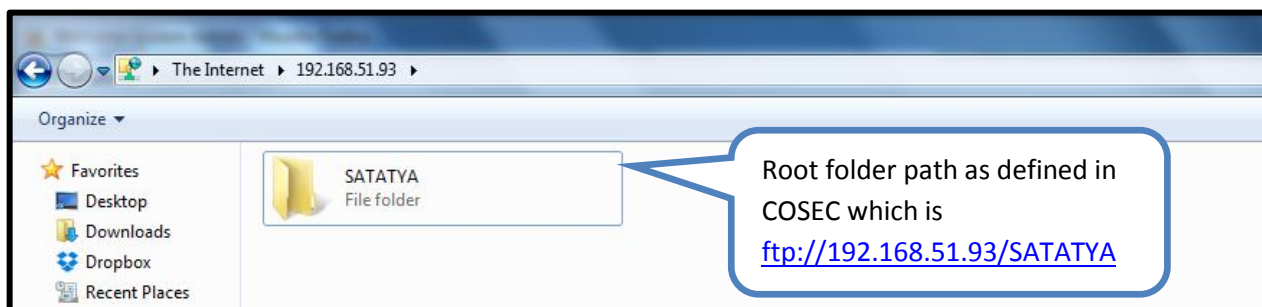 The Internet 192.168.51.93
Organize
Favorites
Desktop
Downloads
Dropbox
Recent Places
SATATYA
File folder
Root folder path as defined in
COSEC which is
ftp://192.168.51.93/SATATYA